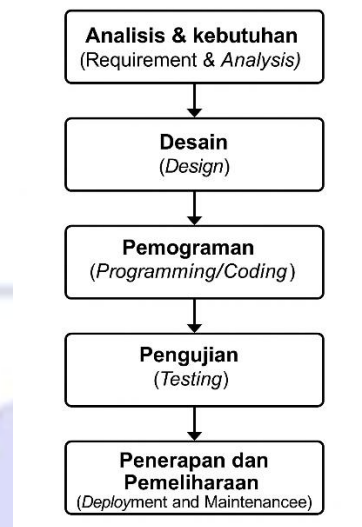 Analisis & kebutuhan
(Requirement & Analysis)
Desain
(Design)
Pemograman
(Programming/Coding)
Pengujian
(Testing)
Penerapan dan
Pemeliharaan
(Deployment and Maintenancee)